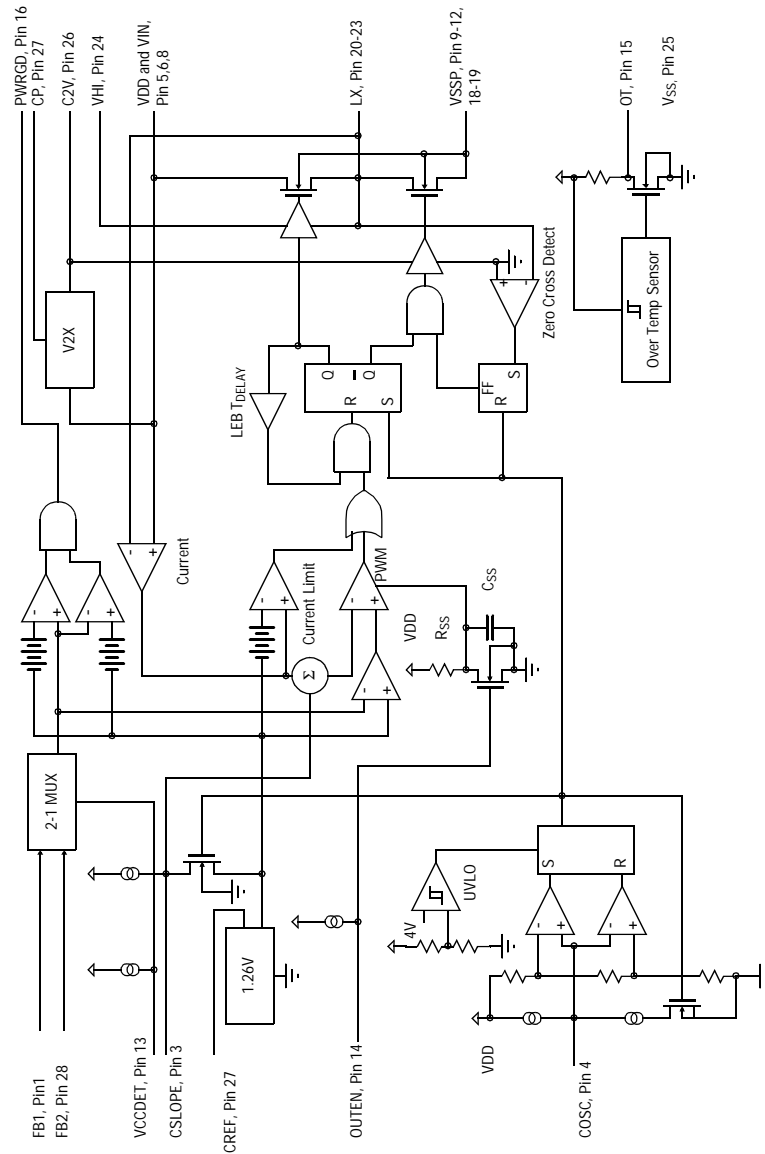 FB1, Pin1
FB2, Pin 28
VCCDET, Pin 13
CSLOPE, Pin 3
CREF, Pin 27
OUTEN, Pin 14
VDD
COSC, Pin 4
2-1 MUX
1.26V
4V
UVLO
S
R
-
+
-
+
-
+
-
+
-
+
Current
-
+
Current Limit
Σ
-
+
PWM
-
+
VDD
RSS
CSS
LEB TDELAY
R
S
Q
Q
FF
R
S
+
-
Zero Cross Detect
V2X
Over Temp Sensor
PWRGD, Pin 16
CP, Pin 27
C2V, Pin 26
VHI, Pin 24
VDD and VIN,
Pin 5,6,8
LX, Pin 20-23
VSSP, Pin 9-12,
18-19
OT, Pin 15
VSS, Pin 25